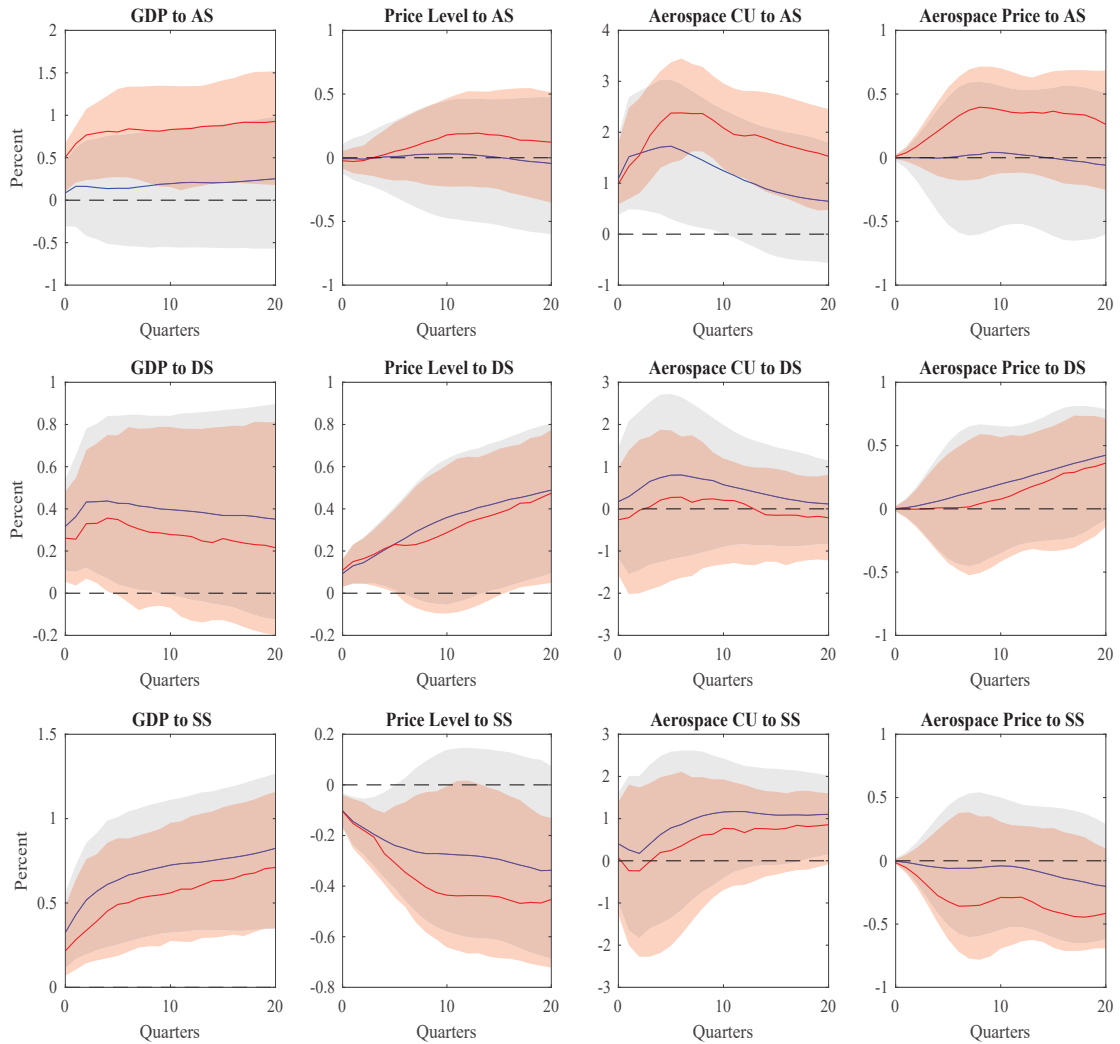 GDP to AS
Price Level to AS
Aerospace CU to AS
Aerospace Price to AS
Percent
2
1.5
1
0.5
0
-0.5
-1
0 10 20
Quarters
1
0.5
0
-0.5
-1
0 10 20
Quarters
4
3
2
1
0
-1
0 10 20
Quarters
1
0.5
0
-0.5
-1
0 10 20
Quarters
GDP to DS
Price Level to DS
Aerospace CU to DS
Aerospace Price to DS
Percent
1
0.8
0.6
0.4
0.2
0
-0.2
0 10 20
Quarters
1
0.8
0.6
0.4
0.2
0
-0.2
0 10 20
Quarters
3
2
1
0
-1
-2
-3
0 10 20
Quarters
1
0.5
0
-0.5
-1
0 10 20
Quarters
GDP to SS
Price Level to SS
Aerospace CU to SS
Aerospace Price to SS
Percent
1.5
1
0.5
0
0 10 20
Quarters
0.2
0
-0.2
-0.4
-0.6
-0.8
0 10 20
Quarters
3
2
1
0
-1
-2
-3
0 10 20
Quarters
1
0.5
0
-0.5
-1
0 10 20
Quarters